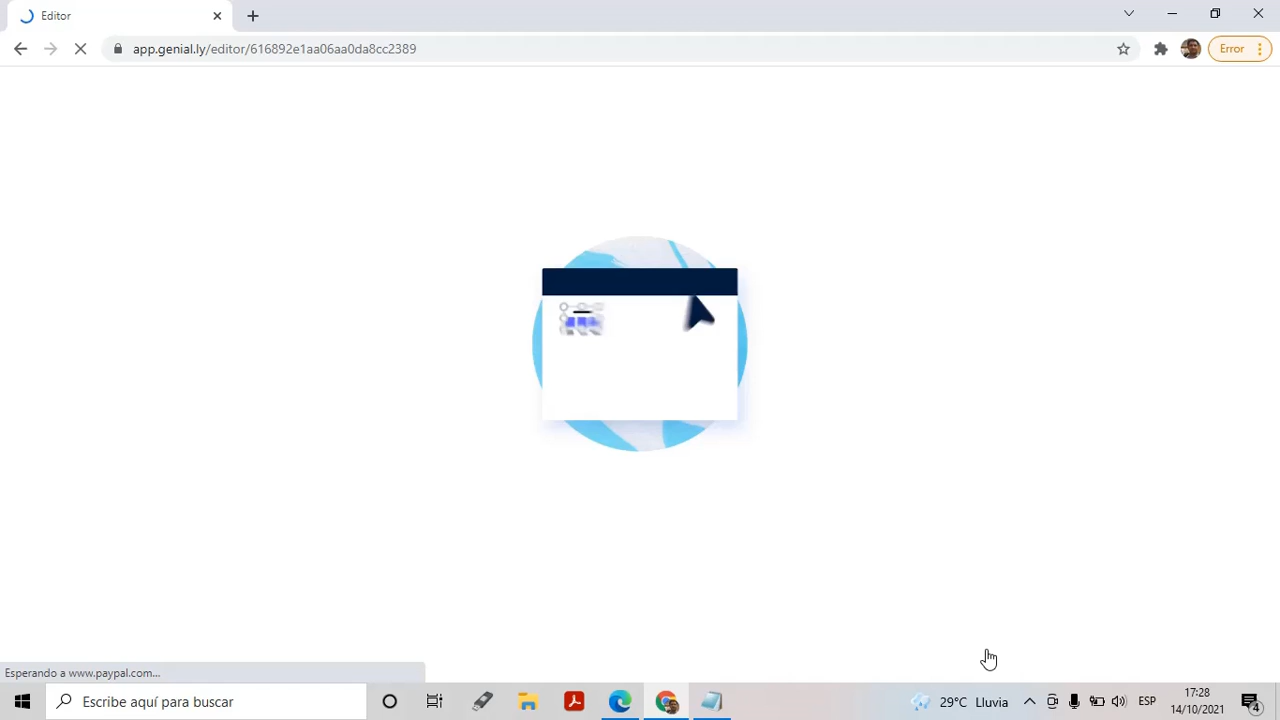 Editor
app.genial.ly/editor/616892e1aa06aa0da8cc2389
Error
Esperando a www.paypal.com...
Escribe aquí para buscar
29°C Lluvia
ESP
17:28
14/10/2021
4